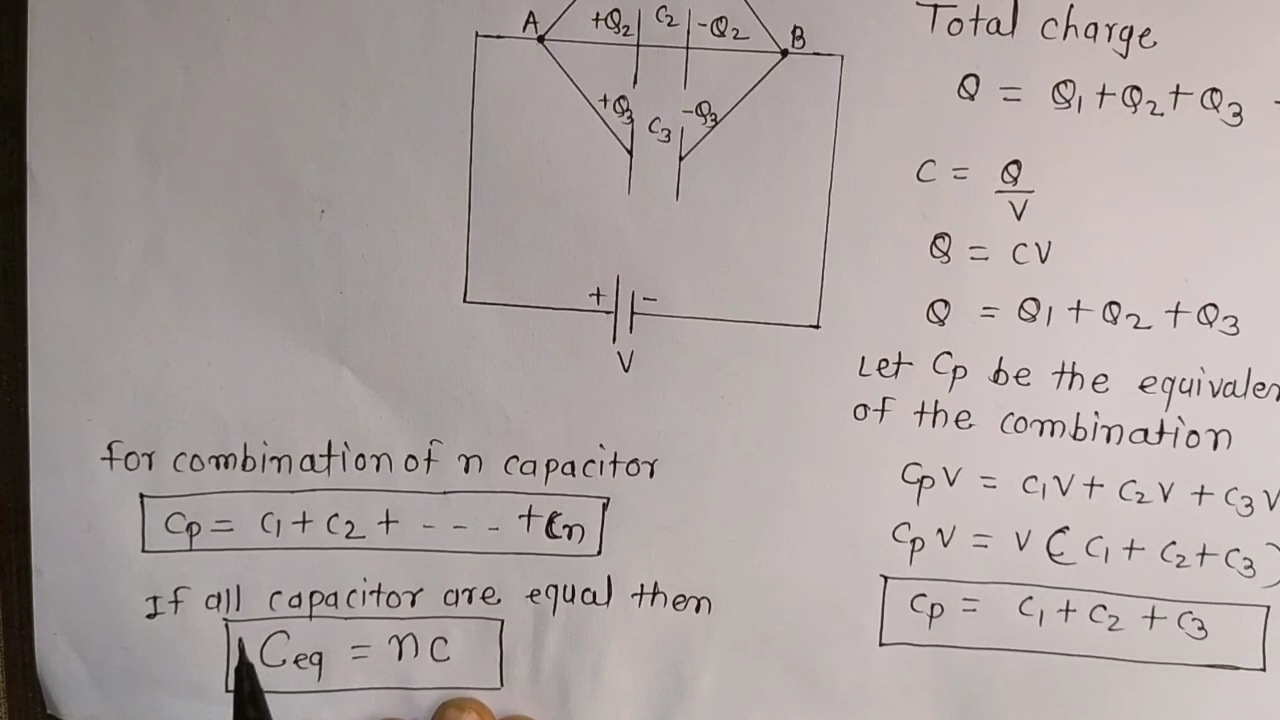 A +Q2 C2 -Q2 B
+Q3 C3 -Q3
+ -
V
for combination of n capacitor
Cp = C1 + C2 + - - - - + Cn
If all capacitor are equal then
Ceq = nc
Total charge
Q = Q1 + Q2 + Q3
C = Q
V
Q = CV
Q = Q1 + Q2 + Q3
Let Cp be the
of the combination
CpV = C1V + C2V + C3V
CpV = V ( C1 + C2 + C3 )
Cp = C1 + C2 + C3